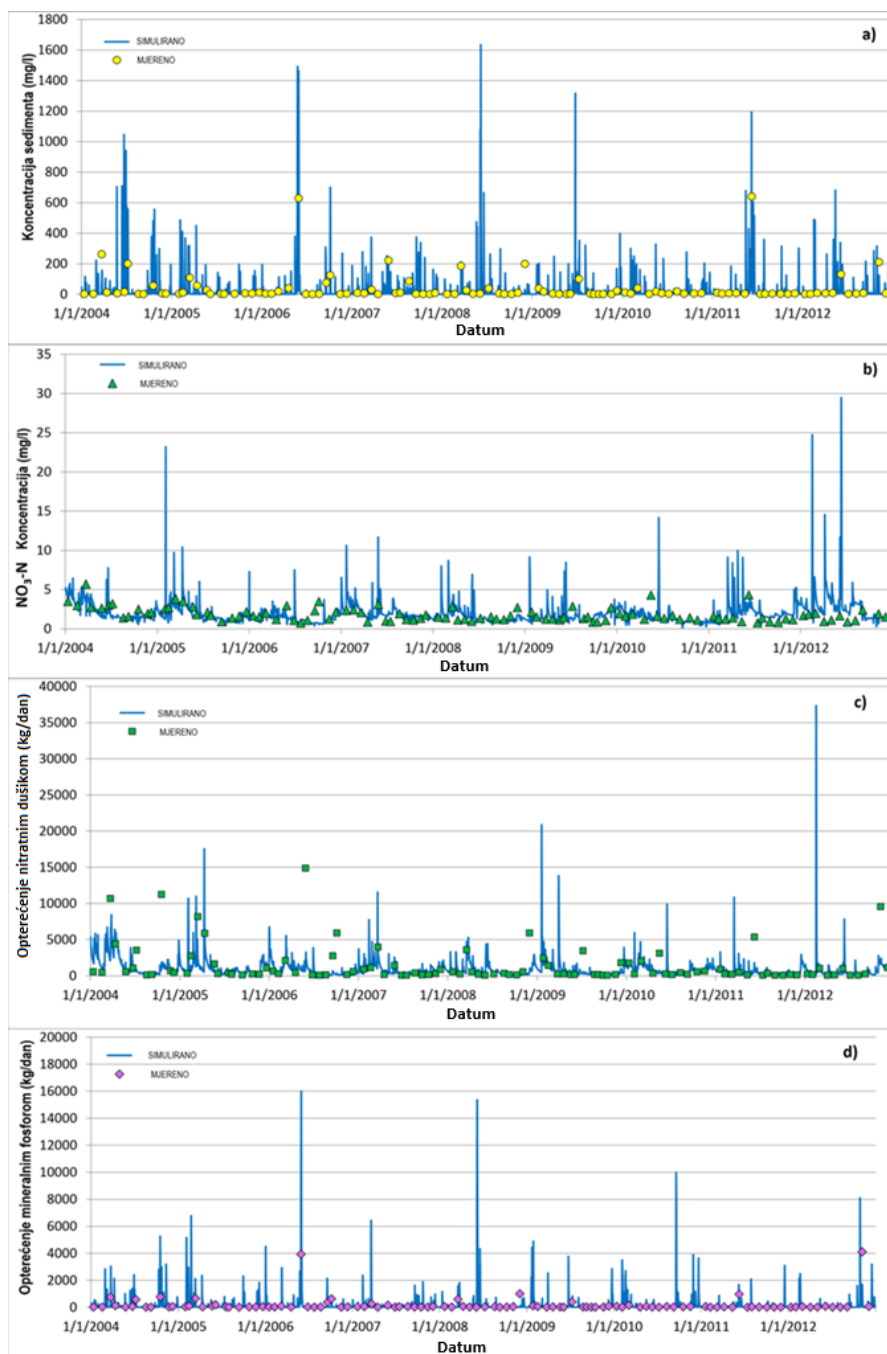 a)
Koncentracija sedimenta (mg/l)
1800
1600
1400
1200
1000
800
600
400
200
0
SIMULIRANO
MJERENO
1/1/2004 1/1/2005 1/1/2006 1/1/2007 1/1/2008 1/1/2009 1/1/2010 1/1/2011 1/1/2012
Datum
b)
NO₃-N Koncentracija (mg/l)
35
30
25
20
15
10
5
0
SIMULIRANO
MJERENO
1/1/2004 1/1/2005 1/1/2006 1/1/2007 1/1/2008 1/1/2009 1/1/2010 1/1/2011 1/1/2012
Datum
c)
Opterećenje nitratnim dušikom (kg/dan)
40000
35000
30000
25000
20000
15000
10000
5000
0
SIMULIRANO
MJERENO
1/1/2004 1/1/2005 1/1/2006 1/1/2007 1/1/2008 1/1/2009 1/1/2010 1/1/2011 1/1/2012
Datum
d)
Opterećenje mineralnim fosforom (kg/dan)
20000
18000
16000
14000
12000
10000
8000
6000
4000
2000
0
SIMULIRANO
MJERENO
1/1/2004 1/1/2005 1/1/2006 1/1/2007 1/1/2008 1/1/2009 1/1/2010 1/1/2011 1/1/2012
Datum